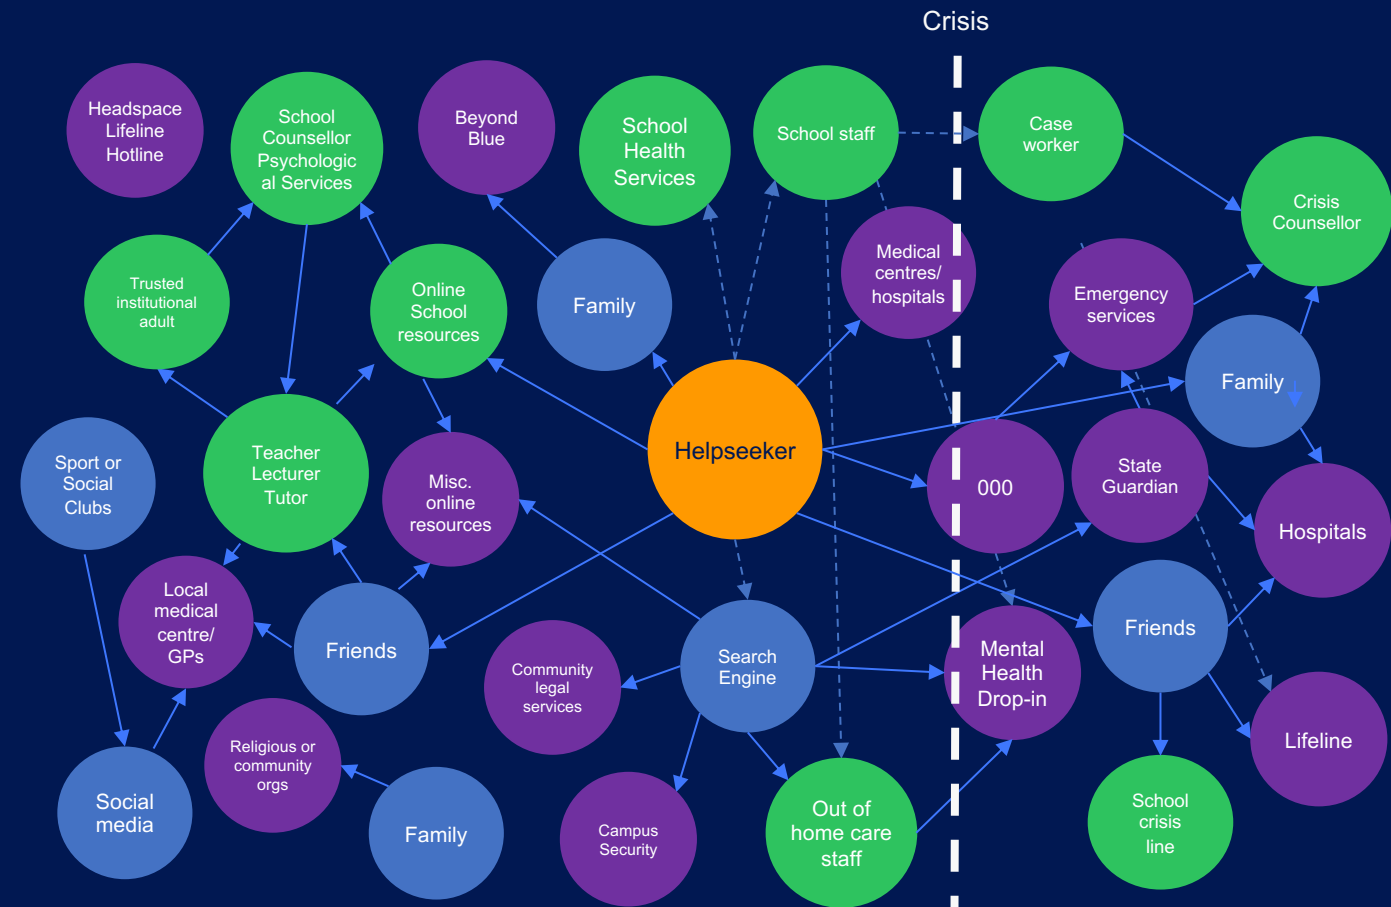 Crisis
Headspace
Lifeline
Hotline
School
Counsellor
Psychologic
al Services
Beyond
Blue
School
Health
Services
School staff
Case
worker
Crisis
Counsellor
Trusted
institutional
adult
Online
School
resources
Family
Medical
centres/
hospitals
Emergency
services
Family
Sport or
Social
Clubs
Teacher
Lecturer
Tutor
Misc.
online
resources
Helpseeker
000
State
Guardian
Hospitals
Local
medical
centre/
GPs
Friends
Community
legal
services
Search
Engine
Mental
Health
Drop-in
Friends
Lifeline
Social
media
Religious or
community
orgs
Family
Campus
Security
Out of
home care
staff
School
crisis
line